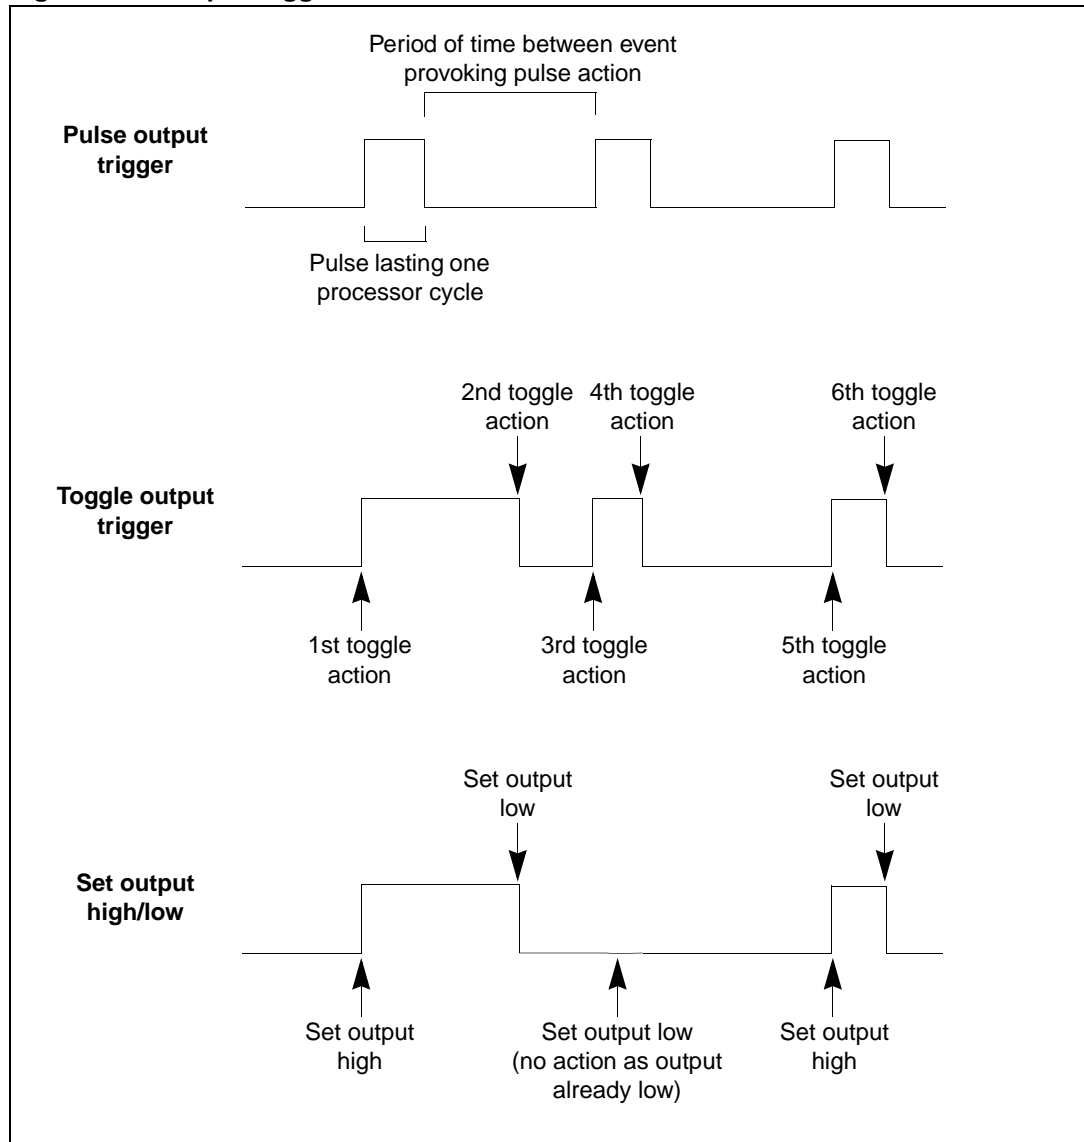 Period of time between event
provoking pulse action
Pulse output
trigger
Pulse lasting one
processor cycle
2nd toggle
action
4th toggle
action
6th toggle
action
Toggle output
trigger
1st toggle
action
3rd toggle
action
5th toggle
action
Set output
low
Set output
low
Set output
high/low
Set output
high
Set output low
(no action as output
already low)
Set output
high